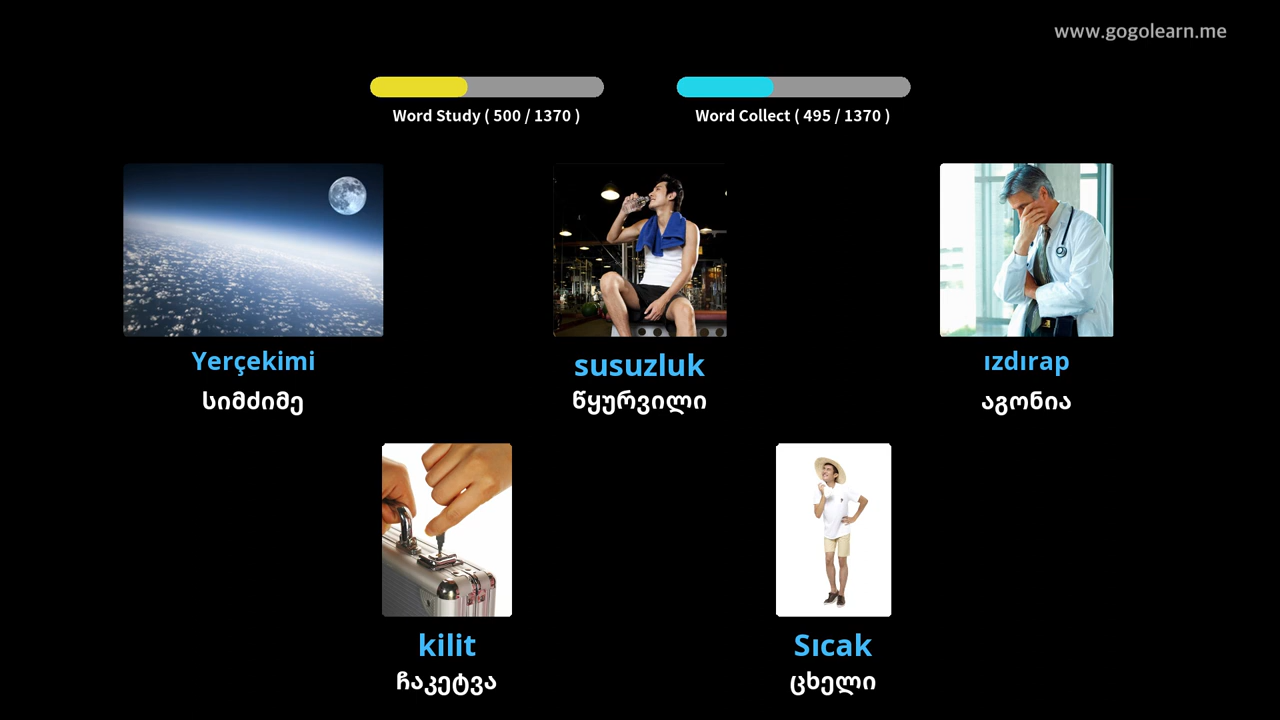 www.gogolearn.me
Word Study ( 500 / 1370 )
Word Collect ( 495 / 1370 )
Yerçekimi
სიმძიმე
susuzluk
წყურვილი
ızdırap
აგონია
kilit
ჩაკეტვა
Sıcak
ცხელი